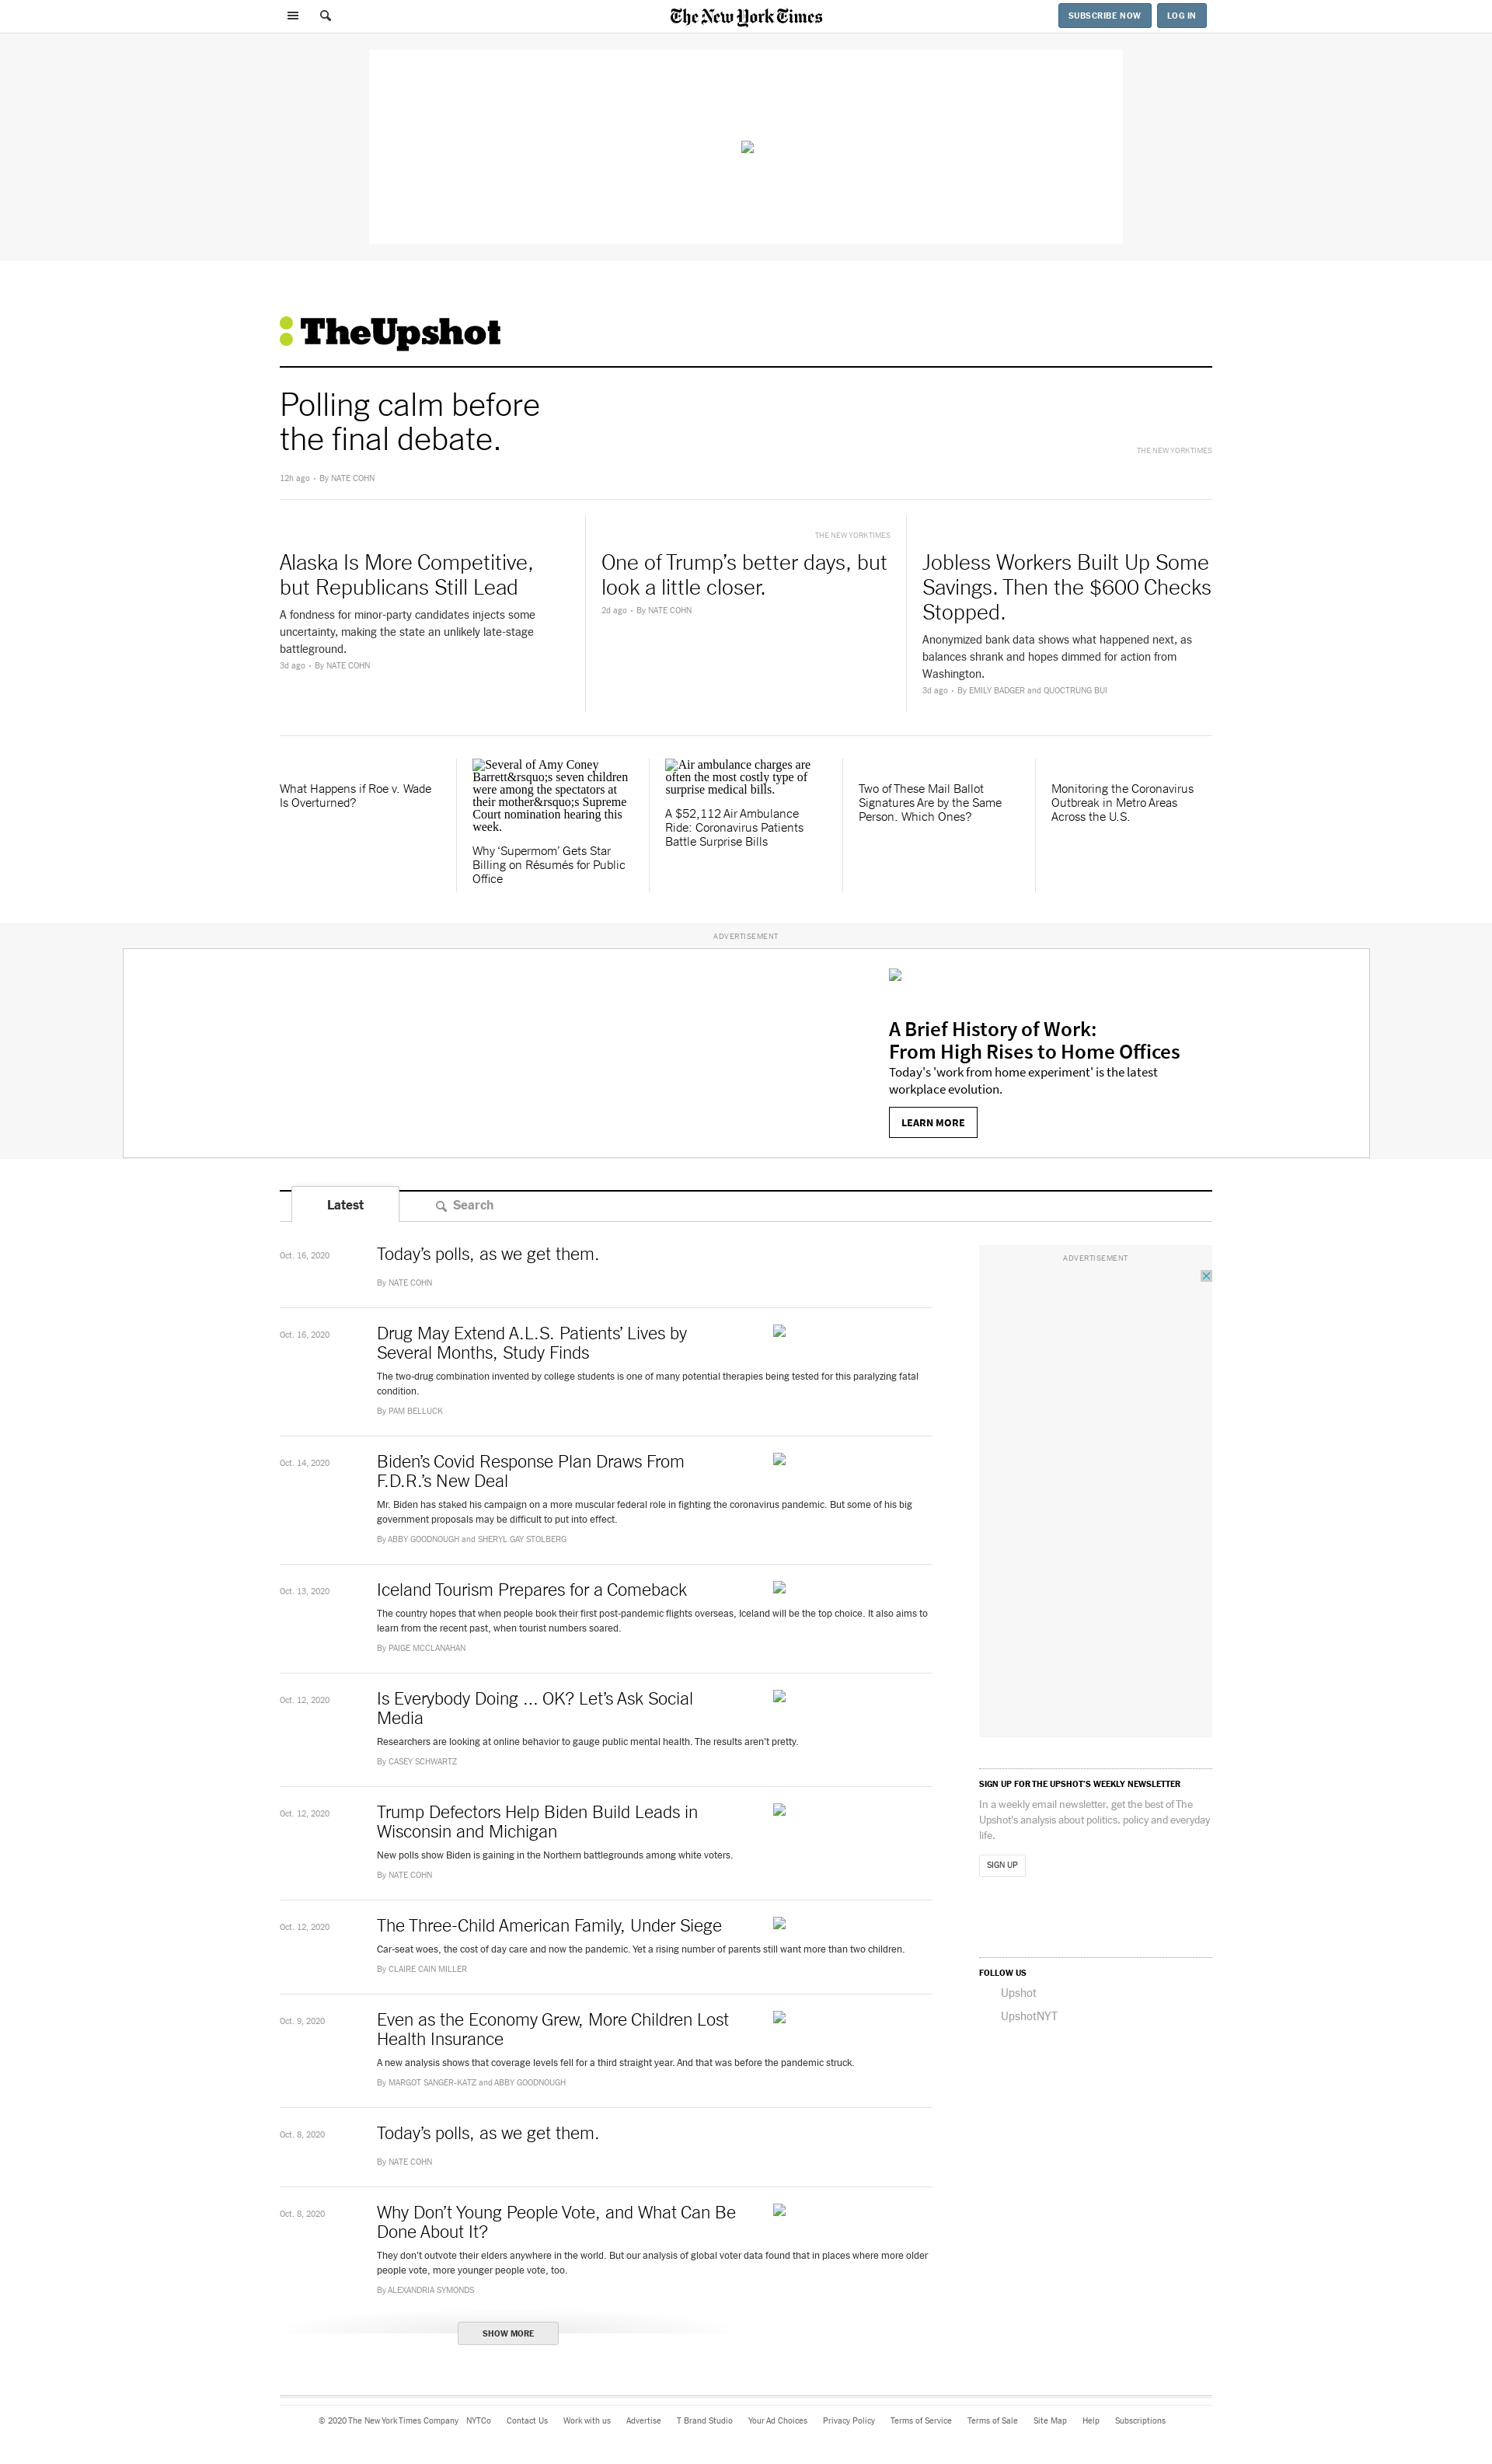 The New York Times
SUBSCRIBE NOW
LOG IN
TheUpshot
Polling calm before
the final debate.
THE NEW YORK TIMES
12h ago • By NATE COHN
Alaska Is More Competitive,
but Republicans Still Lead
A fondness for minor-party candidates injects some
uncertainty, making the state an unlikely late-stage
battleground.
3d ago • By NATE COHN
THE NEW YORK TIMES
One of Trump’s better days, but
look a little closer.
2d ago • By NATE COHN
Jobless Workers Built Up Some
Savings. Then the $600 Checks
Stopped.
Anonymized bank data shows what happened next, as
balances shrank and hopes dimmed for action from
Washington.
3d ago • By EMILY BADGER and QUOCTRUNG BUI
What Happens if Roe v. Wade
Is Overturned?
Several of Amy Coney
Barrett&rsquo;s seven children
were among the spectators at
their mother&rsquo;s Supreme
Court nomination hearing this
week.
Why ‘Supermom’ Gets Star
Billing on Résumés for Public
Office
Air ambulance charges are
often the most costly type of
surprise medical bills.
A $52,112 Air Ambulance
Ride: Coronavirus Patients
Battle Surprise Bills
Two of These Mail Ballot
Signatures Are by the Same
Person. Which Ones?
Monitoring the Coronavirus
Outbreak in Metro Areas
Across the U.S.
ADVERTISEMENT
A Brief History of Work:
From High Rises to Home Offices
Today's 'work from home experiment' is the latest
workplace evolution.
LEARN MORE
Latest
Search
Oct. 16, 2020
Today’s polls, as we get them.
By NATE COHN
Oct. 16, 2020
Drug May Extend A.L.S. Patients’ Lives by
Several Months, Study Finds
The two-drug combination invented by college students is one of many potential therapies being tested for this paralyzing fatal
condition.
By PAM BELLUCK
Oct. 14, 2020
Biden’s Covid Response Plan Draws From
F.D.R.’s New Deal
Mr. Biden has staked his campaign on a more muscular federal role in fighting the coronavirus pandemic. But some of his big
government proposals may be difficult to put into effect.
By ABBY GOODNOUGH and SHERYL GAY STOLBERG
Oct. 13, 2020
Iceland Tourism Prepares for a Comeback
The country hopes that when people book their first post-pandemic flights overseas, Iceland will be the top choice. It also aims to
learn from the recent past, when tourist numbers soared.
By PAIGE MCCLANAHAN
Oct. 12, 2020
Is Everybody Doing ... OK? Let’s Ask Social
Media
Researchers are looking at online behavior to gauge public mental health. The results aren’t pretty.
By CASEY SCHWARTZ
Oct. 12, 2020
Trump Defectors Help Biden Build Leads in
Wisconsin and Michigan
New polls show Biden is gaining in the Northern battlegrounds among white voters.
By NATE COHN
Oct. 12, 2020
The Three-Child American Family, Under Siege
Car-seat woes, the cost of day care and now the pandemic. Yet a rising number of parents still want more than two children.
By CLAIRE CAIN MILLER
Oct. 9, 2020
Even as the Economy Grew, More Children Lost
Health Insurance
A new analysis shows that coverage levels fell for a third straight year. And that was before the pandemic struck.
By MARGOT SANGER-KATZ and ABBY GOODNOUGH
Oct. 8, 2020
Today’s polls, as we get them.
By NATE COHN
Oct. 8, 2020
Why Don’t Young People Vote, and What Can Be
Done About It?
They don’t outvote their elders anywhere in the world. But our analysis of global voter data found that in places where more older
people vote, more younger people vote, too.
By ALEXANDRIA SYMONDS
SHOW MORE
ADVERTISEMENT
SIGN UP FOR THE UPSHOT’S WEEKLY NEWSLETTER
In a weekly email newsletter, get the best of The
Upshot's analysis about politics, policy and everyday
life.
SIGN UP
FOLLOW US
Upshot
UpshotNYT
© 2020 The New York Times Company NYTCo Contact Us Work with us Advertise T Brand Studio Your Ad Choices Privacy Policy Terms of Service Terms of Sale Site Map Help Subscriptions